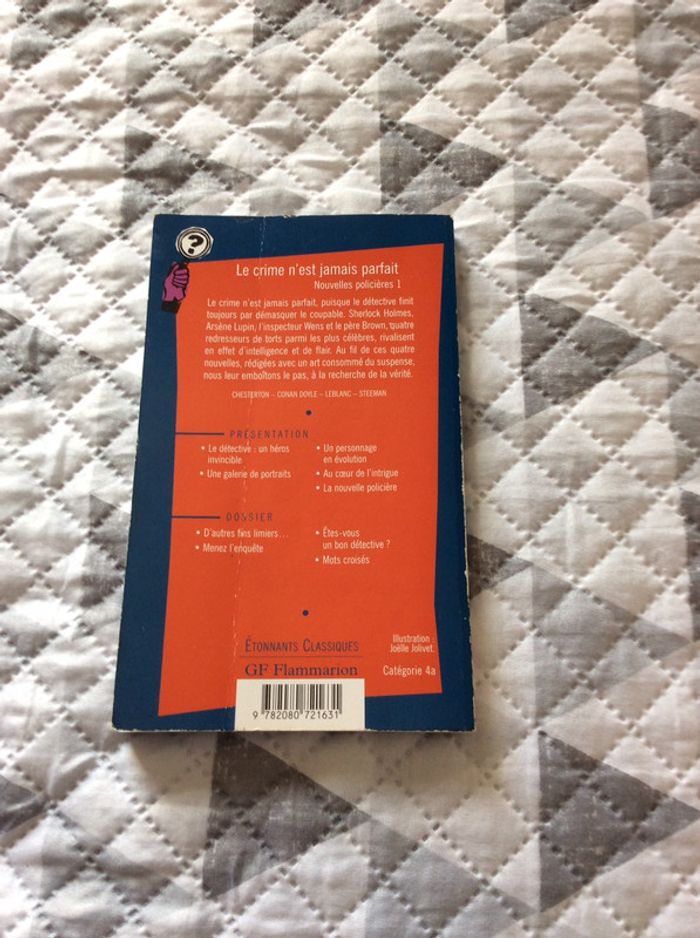 ?
Le crime n'est jamais parfait
Nouvelles policières 1
Le crime n'est jamais parfait, puisque le détective finit
toujours par démasquer le coupable. Sherlock Holmes,
Arsène Lupin, l'inspecteur Wens et le père Brown, quatre
redresseurs de torts parmi les plus célèbres, rivalisent
en effet d'intelligence et de flair. Au fil de ces quatre
nouvelles, rédigées avec un art consommé du suspense,
nous leur emboîtons le pas, à la recherche de la vérité.
CHESTERTON – CONAN DOYLE – LEBLANC – STEEMAN
PRÉSENTATION
• Le détective : un héros
invincible
• Une galerie de portraits
• Un personnage
en évolution
• Au cœur de l'intrigue
• La nouvelle policière
DOSSIER
• D'autres fins limiers...
• Menez l'enquête
• Êtes-vous
un bon détective ?
• Mots croisés
ÉTONNANTS CLASSIQUES
GF Flammarion
Illustration :
Joëlle Jolivet.
Catégorie 4a
9 782080 721631